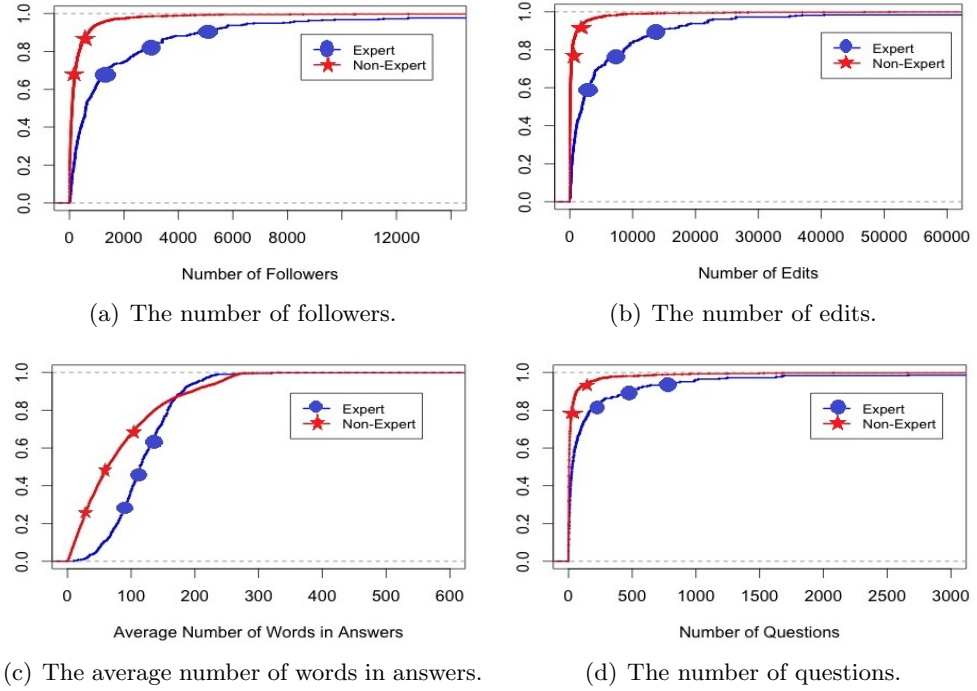 0.0 0.2 0.4 0.6 0.8 1.0
Expert
Non-Expert
0 2000 4000 6000 8000 12000
Number of Followers
(a) The number of followers.
0.0 0.2 0.4 0.6 0.8 1.0
Expert
Non-Expert
0 10000 20000 30000 40000 50000 60000
Number of Edits
(b) The number of edits.
0.0 0.2 0.4 0.6 0.8 1.0
Expert
Non-Expert
0 100 200 300 400 500 600
Average Number of Words in Answers
(c) The average number of words in answers.
0.0 0.2 0.4 0.6 0.8 1.0
Expert
Non-Expert
0 500 1000 1500 2000 2500 3000
Number of Questions
(d) The number of questions.